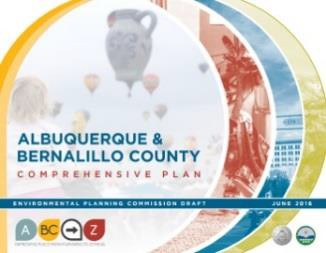 ALBUQUERQUE &
BERNALILLO COUNTY
COMPREHENSIVE PLAN
ENVIRONMENTAL PLANNING COMMISSION DRAFT JUNE 2016
A BC Z